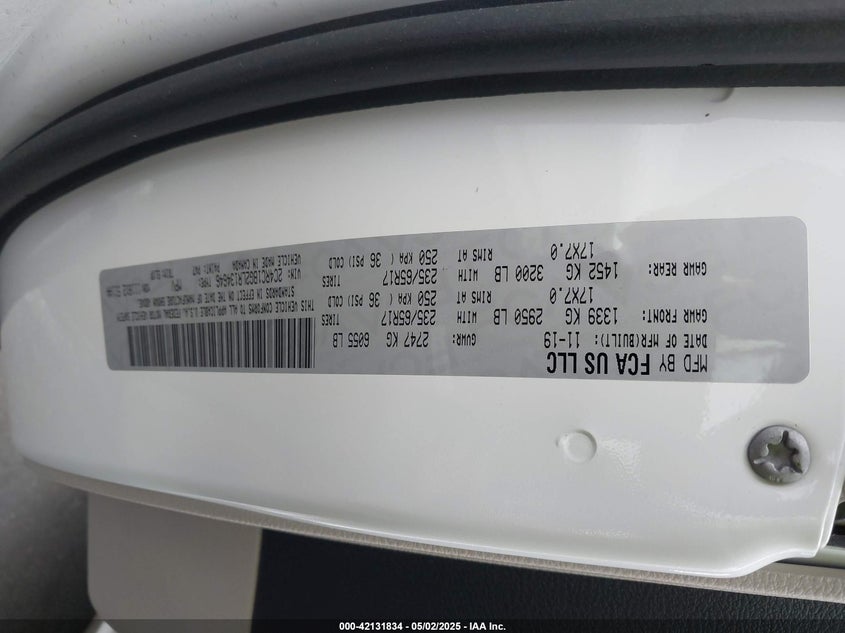 MFD BY FCA US LLC
DATE OF MFR(BUILT): 11-19 GVWR: 2747 KG 6055 LB
GAWR FRONT: 1339 KG 2950 LB WITH TIRES 235/65R17
17X7.0 RIMS AT 250 KPA ( 36 PSI) COLD
GAWR REAR: 1452 KG 3200 LB WITH TIRES 235/65R17
17X7.0 RIMS AT 250 KPA ( 36 PSI) COLD
THIS VEHICLE CONFORMS TO ALL APPLICABLE U.S.A. FEDERAL MOTOR VEHICLE SAFETY
STANDARDS IN EFFECT ON THE DATE OF MANUFACTURE SHOWN ABOVE.
TYPE: MPV
VEHICLE MADE IN CANADA PAINT: PW7
000-42131834 - 05/02/2025 - IAA Inc.